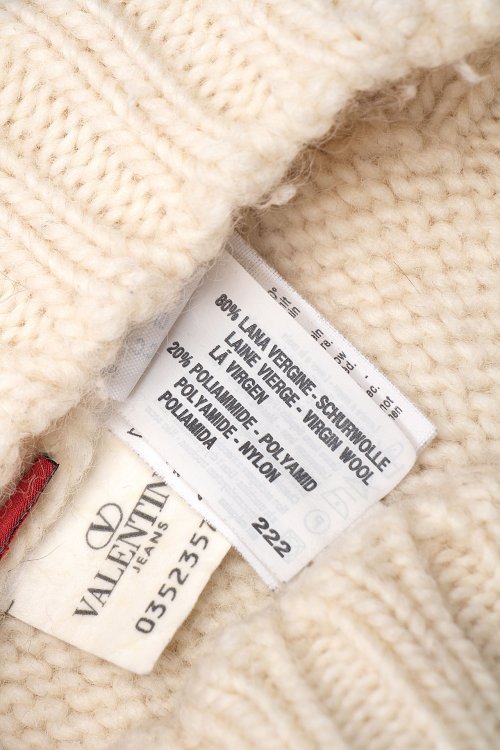 80% LANA VERGINE - SCHURWOLLE
LAINE VIERGE - VIRGIN WOOL
LÃ VIRGEN
20% POLIAMMIDE - POLYAMID
POLYAMIDE - NYLON
POLIAMIDA
222
VALENTIN
JEANS
0352357